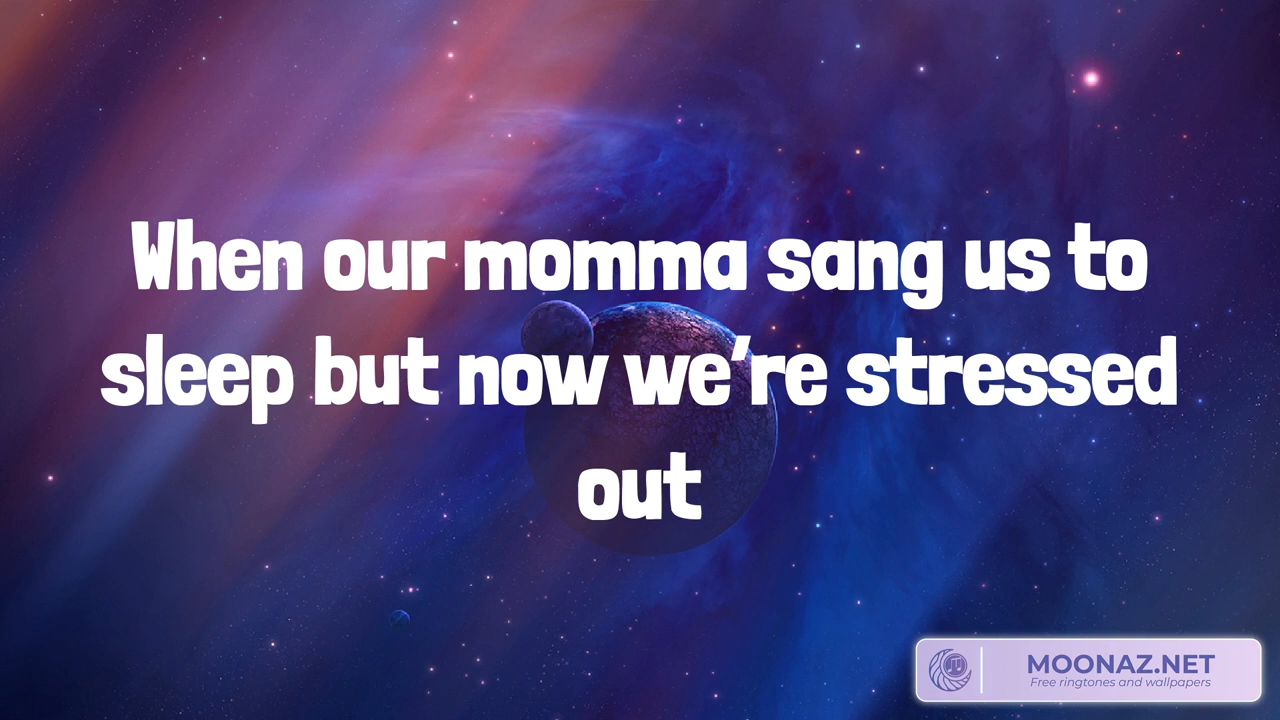 When our momma sang us to
sleep but now we're stressed
out
MOONAZ.NET
Free ringtones and wallpapers